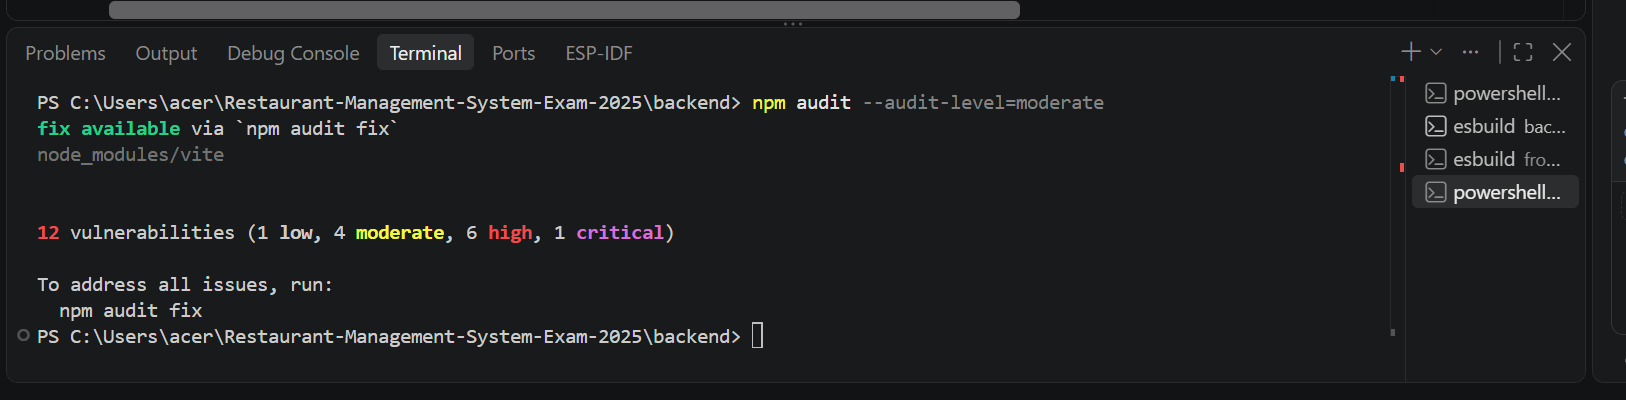 Problems Output Debug Console Terminal Ports ESP-IDF
PS C:\Users\acer\Restaurant-Management-System-Exam-2025\backend> npm audit --audit-level=moderate
fix available via `npm audit fix`
node_modules/vite
12 vulnerabilities (1 low, 4 moderate, 6 high, 1 critical)
To address all issues, run:
npm audit fix
PS C:\Users\acer\Restaurant-Management-System-Exam-2025\backend>
powershell...
esbuild bac...
esbuild fro...
powershell...